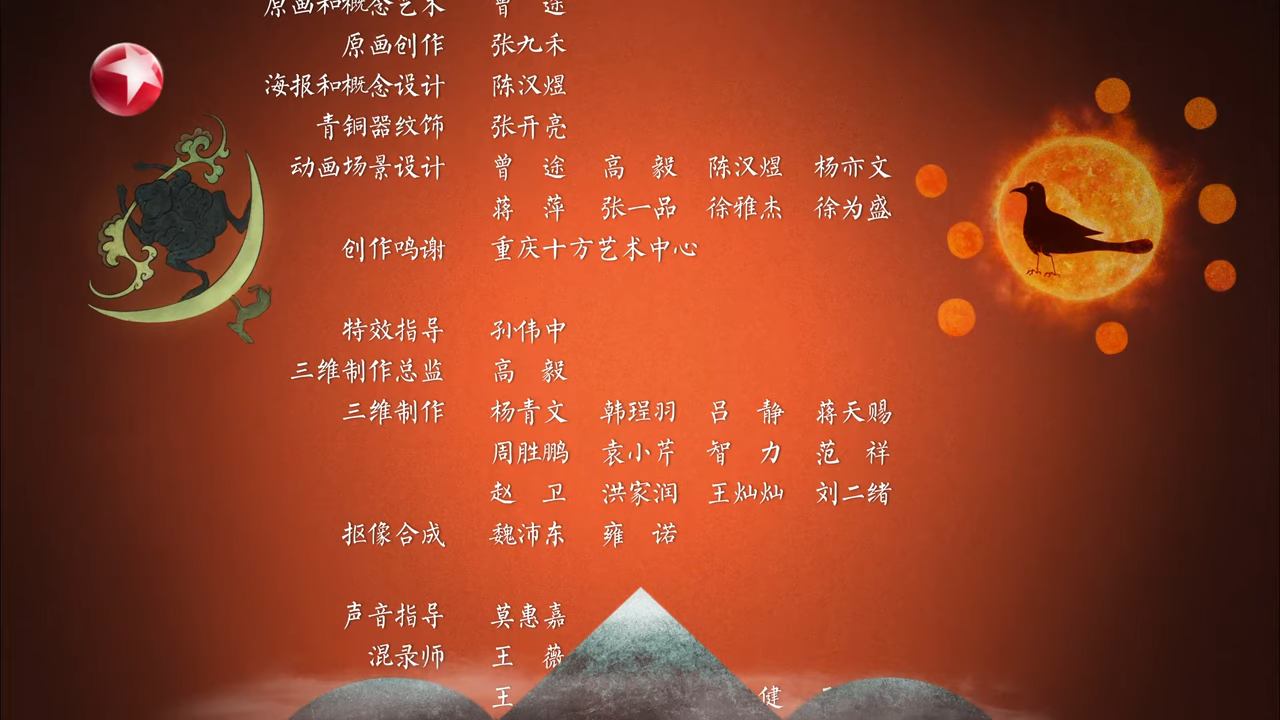 原画和概念艺术 曾 途
原画创作 张九禾
海报和概念设计 陈汉煜
青铜器纹饰 张开亮
动画场景设计 曾 途 高 毅 陈汉煜 杨亦文
蒋 萍 张一品 徐雅杰 徐为盛
创作鸣谢 重庆十方艺术中心
特效指导 孙伟中
三维制作总监 高 毅
三维制作 杨青文 韩珵羽 吕 静 蒋天赐
周胜鹏 袁小芹 智 力 范 祥
赵 卫 洪家润 王灿灿 刘二绪
抠像合成 魏沛东 雍 诺
声音指导 莫惠嘉
混录师 王 薇
王 健